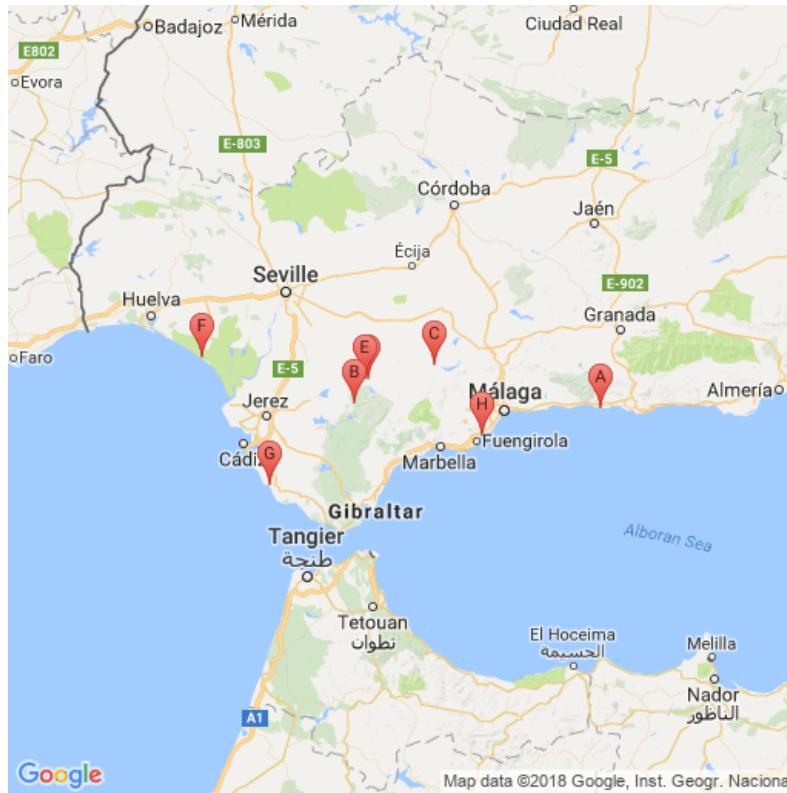 Badajoz
Mérida
Ciudad Real
E802
Evora
E-803
E-5
Córdoba
Jaén
Écija
Seville
E-902
Huelva
Granada
F
E
C
Faro
E-5
B
A
Almería
Jerez
Málaga
H
Cádiz
Fuengirola
G
Marbella
Gibraltar
Tangier
طنجة
Alboran Sea
Tetouan
تطوان
El Hoceima
الحسيمة
Melilla
Nador
الناظور
A1
Google
Map data ©2018 Google, Inst. Geogr. Naciona